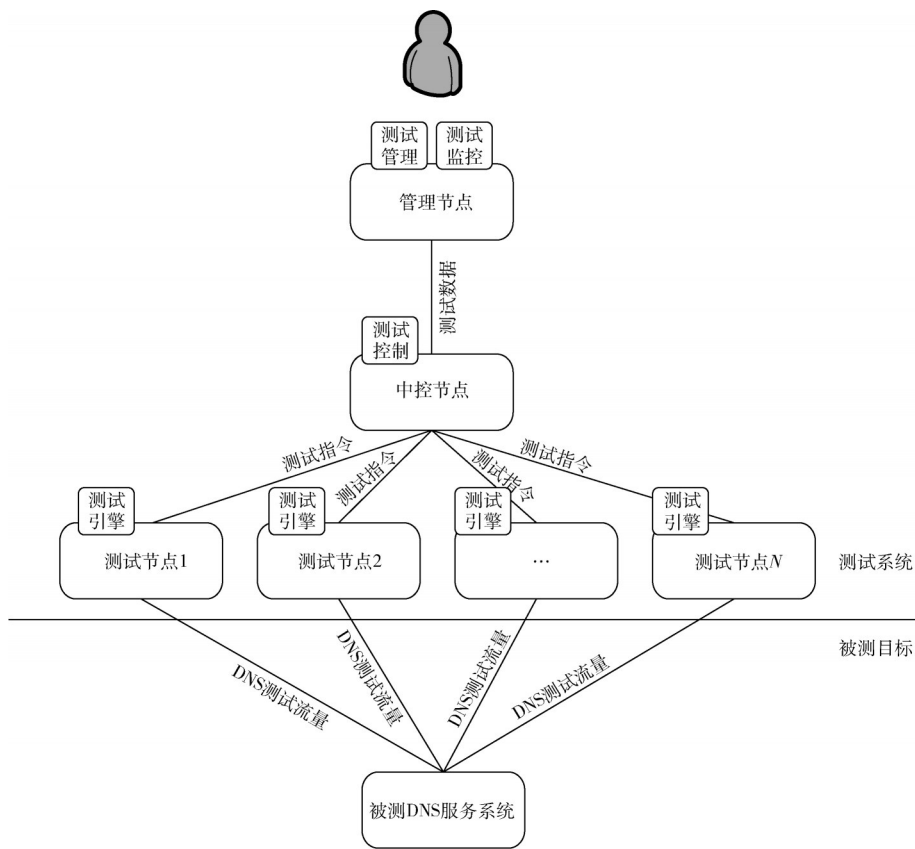 测试
管理
测试
监控
管理节点
测试数据
测试
控制
中控节点
测试指令
测试指令
测试指令
测试指令
测试
引擎
测试
引擎
测试
引擎
测试
引擎
测试节点1
测试节点2
…
测试节点N
测试系统
被测目标
DNS测试流量
DNS测试流量
DNS测试流量
DNS测试流量
被测DNS服务系统